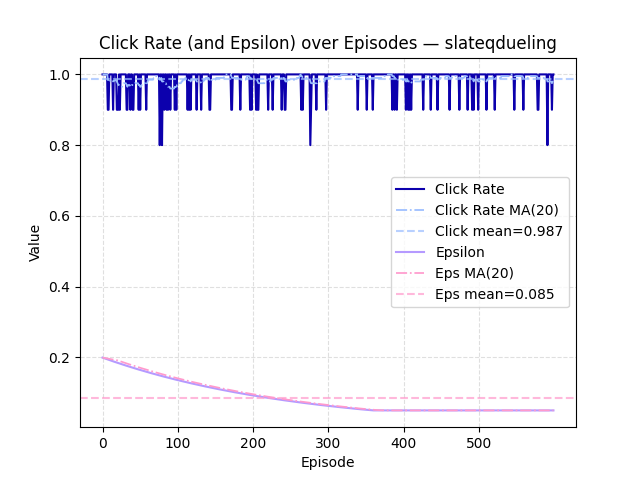 Click Rate (and Epsilon) over Episodes — slateqdueling
Value
1.0
0.8
0.6
0.4
0.2
Click Rate
Click Rate MA(20)
Click mean=0.987
Epsilon
Eps MA(20)
Eps mean=0.085
0 100 200 300 400 500
Episode